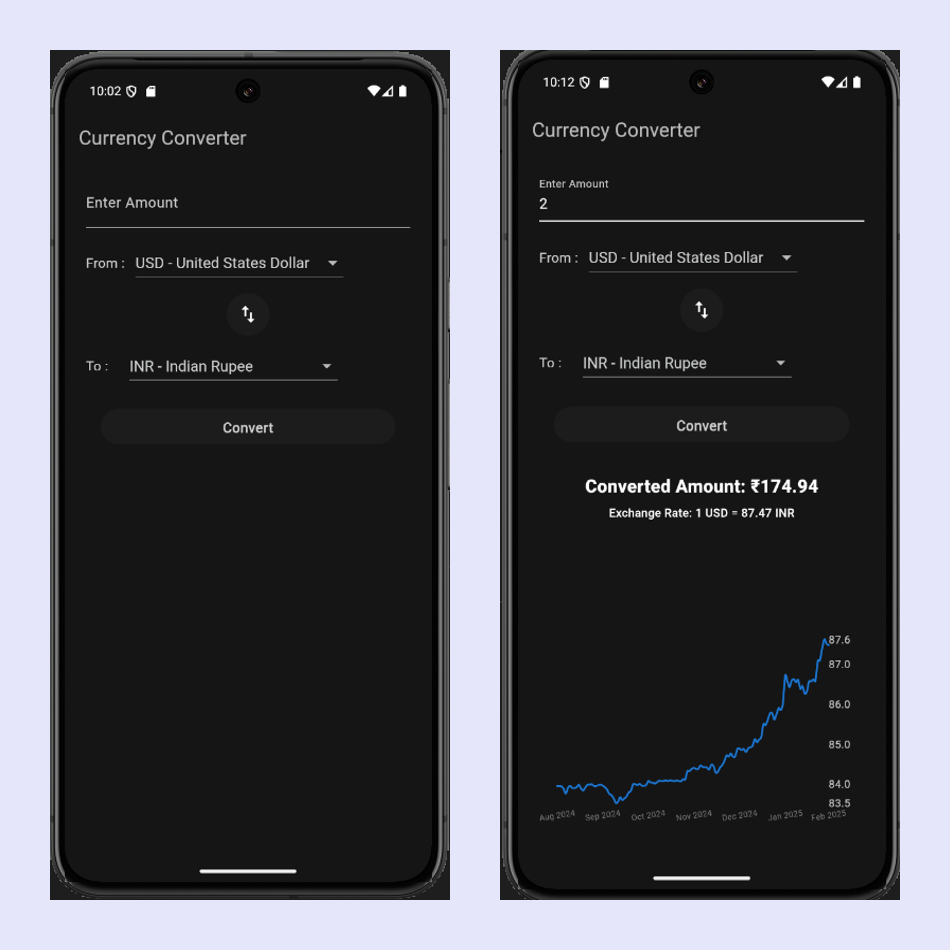 10:02
Currency Converter
Enter Amount
From : USD - United States Dollar
To : INR - Indian Rupee
Convert
10:12
Currency Converter
Enter Amount
2
From : USD - United States Dollar
To : INR - Indian Rupee
Convert
Converted Amount: ₹174.94
Exchange Rate: 1 USD = 87.47 INR
87.6
87.0
86.0
85.0
84.0
83.5
Aug 2024 Sep 2024 Oct 2024 Nov 2024 Dec 2024 Jan 2025 Feb 2025